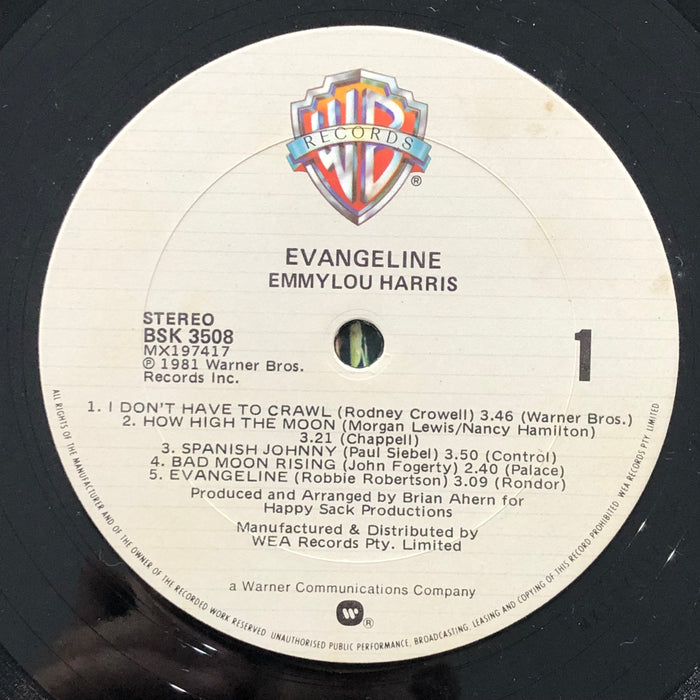 WB
RECORDS
®
EVANGELINE
EMMYLOU HARRIS
STEREO
BSK 3508
MX197417
℗ 1981 Warner Bros.
Records Inc.
1
1. I DON'T HAVE TO CRAWL (Rodney Crowell) 3.46 (Warner Bros.)
2. HOW HIGH THE MOON (Morgan Lewis/Nancy Hamilton)
3.21 (Chappell)
3. SPANISH JOHNNY (Paul Siebel) 3.50 (Control)
4. BAD MOON RISING (John Fogerty) 2.40 (Palace)
5. EVANGELINE (Robbie Robertson) 3.09 (Rondor)
Produced and Arranged by Brian Ahern for
Happy Sack Productions
Manufactured & Distributed by
WEA Records Pty. Limited
a Warner Communications Company
W ®
ALL RIGHTS OF THE MANUFACTURER AND OF THE OWNER OF THE RECORDED WORK RESERVED. UNAUTHORISED PUBLIC PERFORMANCE, BROADCASTING, LEASING AND COPYING OF THIS RECORD PROHIBITED. WEA RECORDS PTY LIMITED